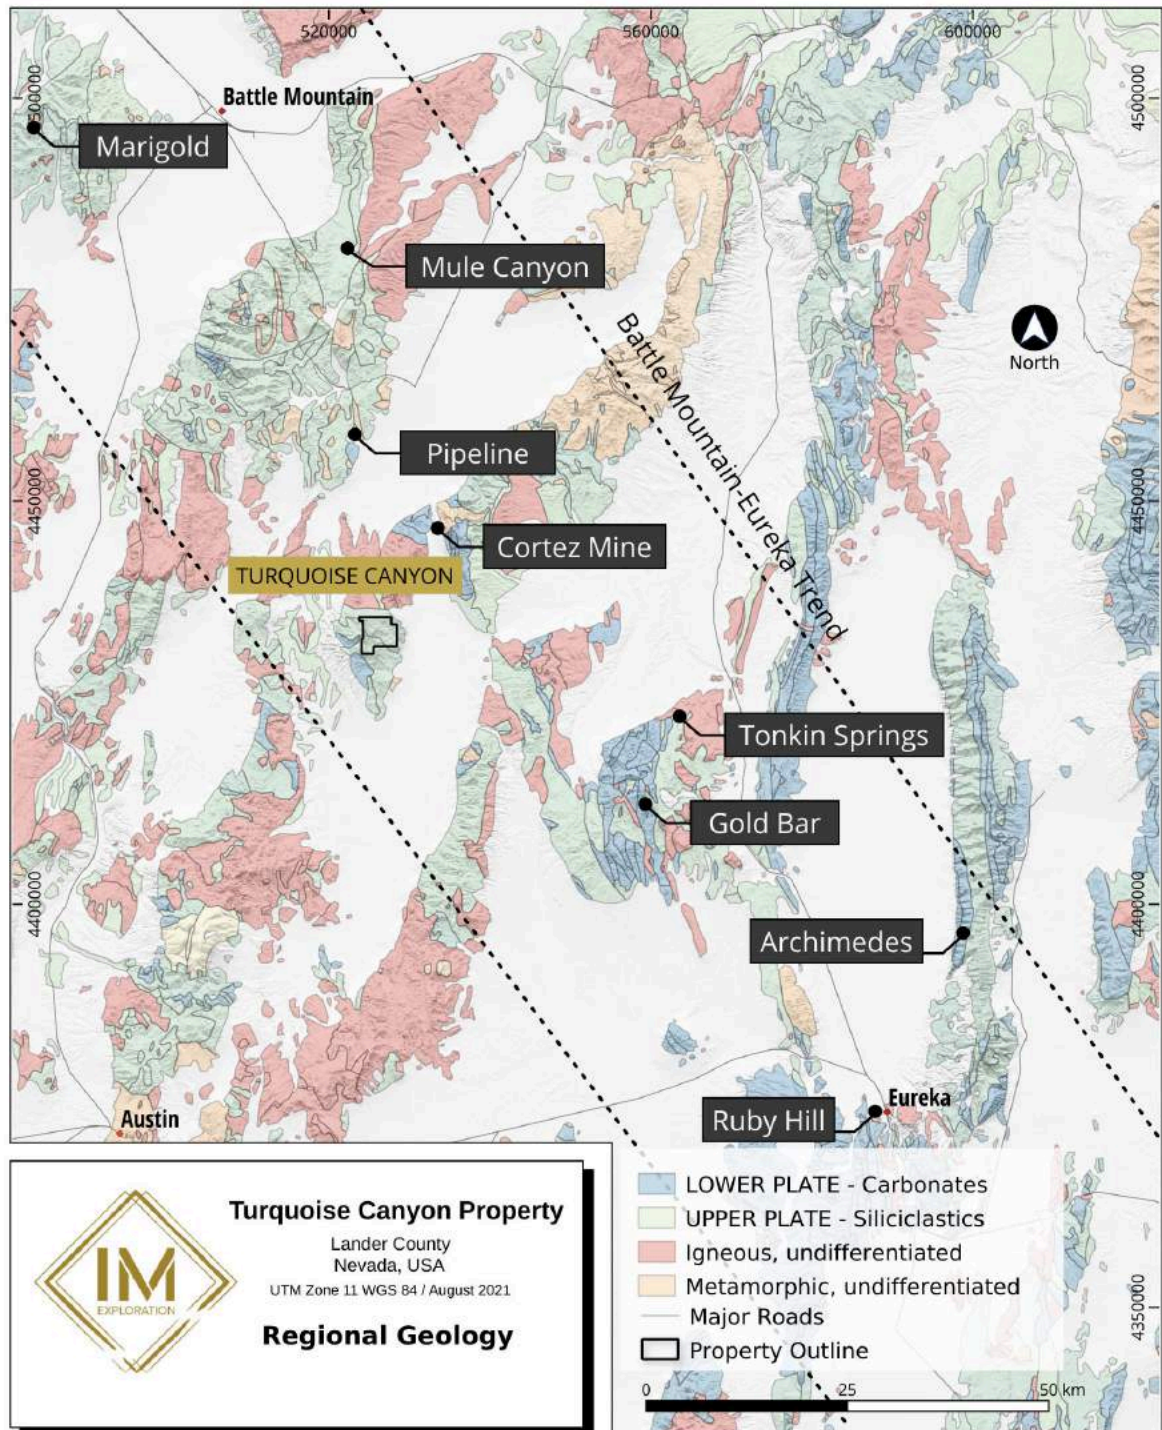 520000
560000
600000
4500000
4500000
Battle Mountain
Marigold
Mule Canyon
North
Battle Mountain-Eureka Trend
Pipeline
4450000
4450000
Cortez Mine
TURQUOISE CANYON
Tonkin Springs
Gold Bar
4400000
4400000
Archimedes
Austin
Ruby Hill
Eureka
IM
EXPLORATION
Turquoise Canyon Property
Lander County
Nevada, USA
UTM Zone 11 WGS 84 / August 2021
Regional Geology
LOWER PLATE - Carbonates
UPPER PLATE - Siliciclastics
Igneous, undifferentiated
Metamorphic, undifferentiated
Major Roads
Property Outline
4350000
0 25 50 km